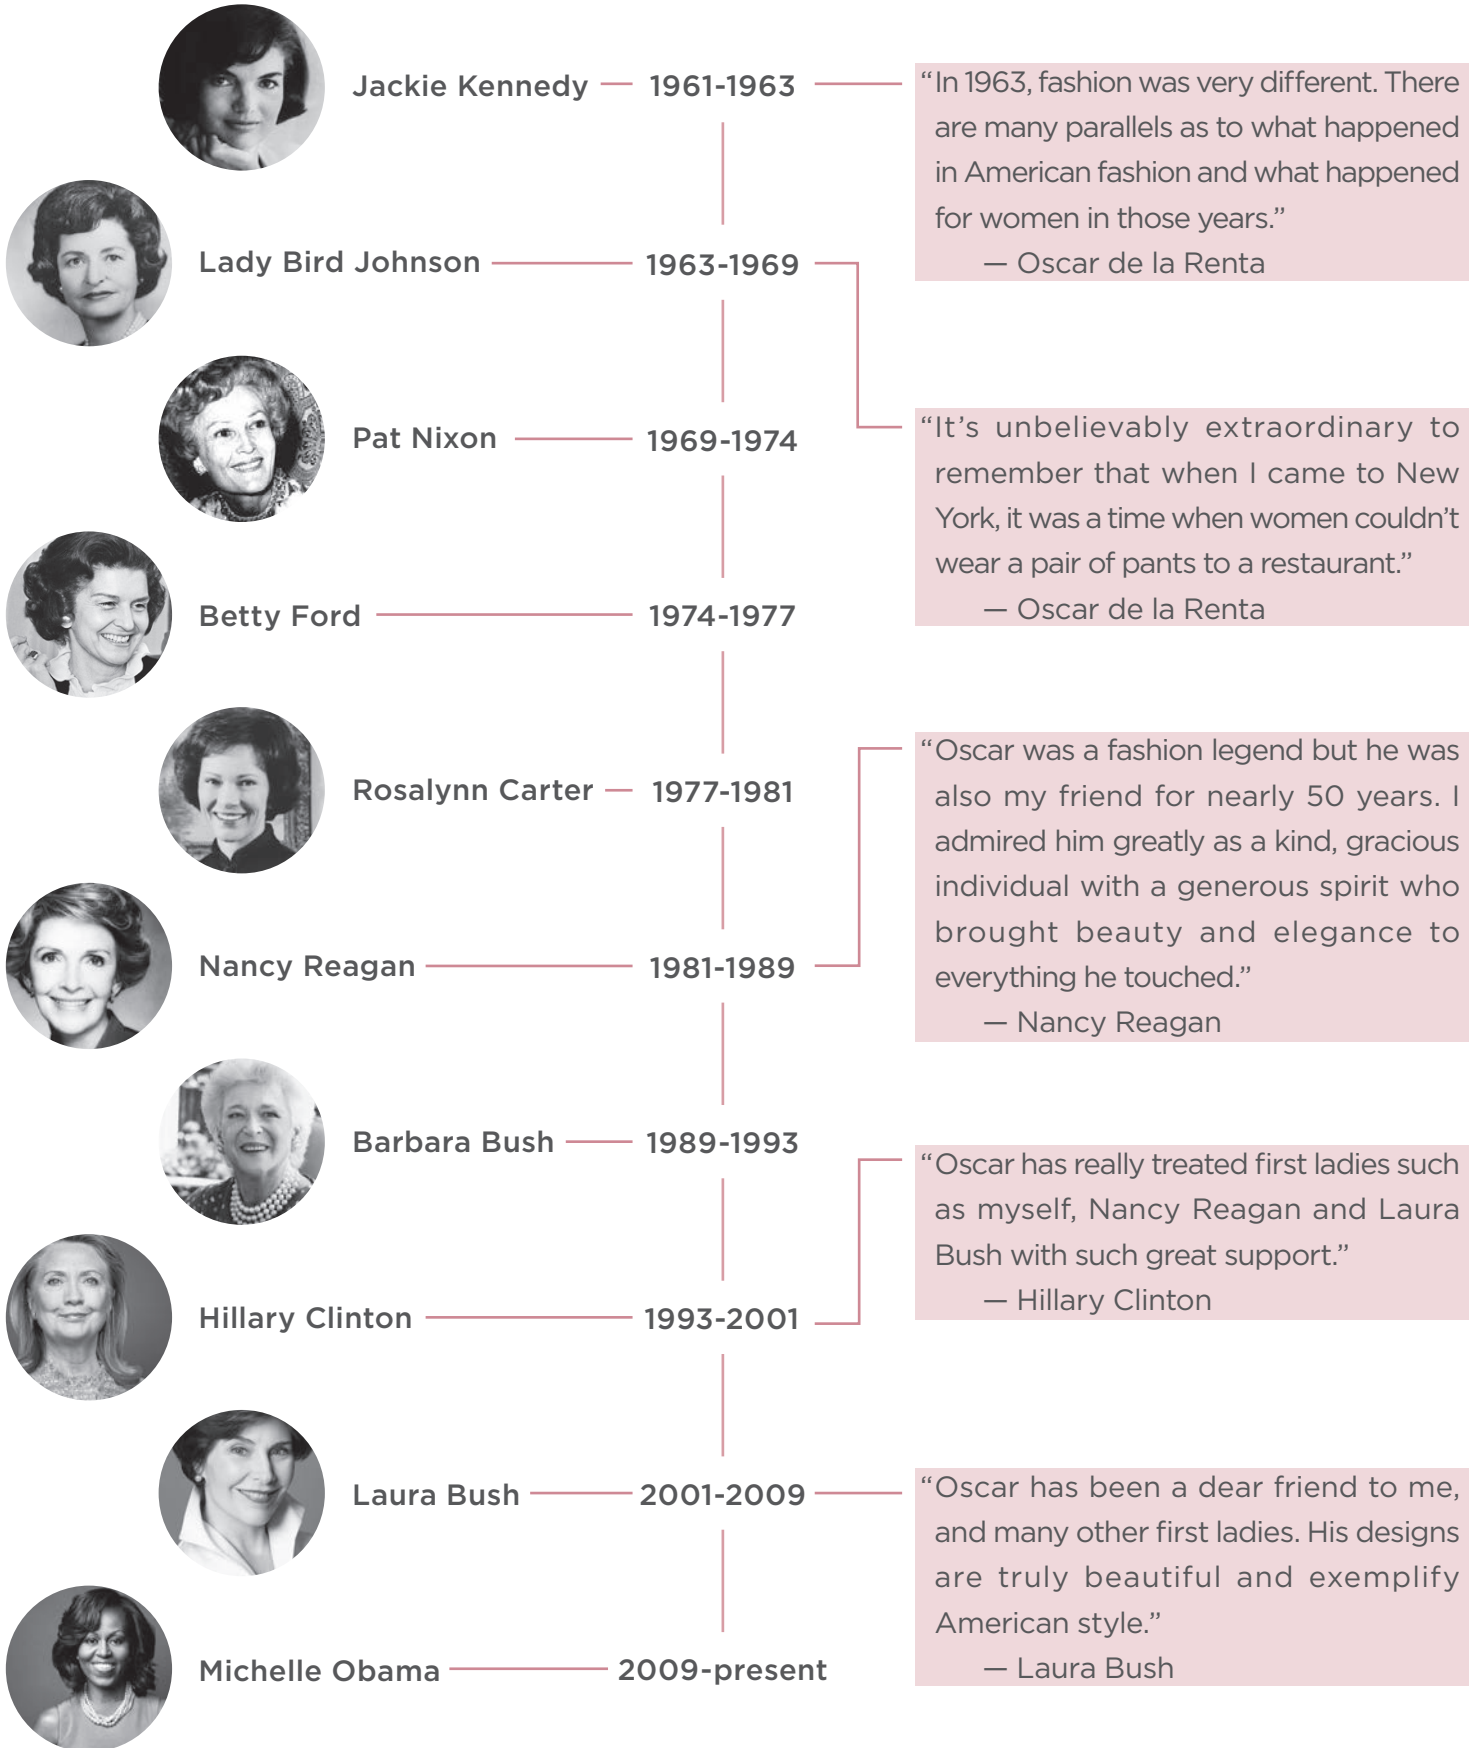 Jackie Kennedy
1961-1963
“In 1963, fashion was very different. There
are many parallels as to what happened
in American fashion and what happened
for women in those years.”
— Oscar de la Renta
Lady Bird Johnson
1963-1969
“It’s unbelievably extraordinary to
remember that when I came to New
York, it was a time when women couldn’t
wear a pair of pants to a restaurant.”
— Oscar de la Renta
Pat Nixon
1969-1974
Betty Ford
1974-1977
Rosalynn Carter
1977-1981
Nancy Reagan
1981-1989
“Oscar was a fashion legend but he was
also my friend for nearly 50 years. I
admired him greatly as a kind, gracious
individual with a generous spirit who
brought beauty and elegance to
everything he touched.”
— Nancy Reagan
Barbara Bush
1989-1993
Hillary Clinton
1993-2001
“Oscar has really treated first ladies such
as myself, Nancy Reagan and Laura
Bush with such great support.”
— Hillary Clinton
Laura Bush
2001-2009
“Oscar has been a dear friend to me,
and many other first ladies. His designs
are truly beautiful and exemplify
American style.”
— Laura Bush
Michelle Obama
2009-present